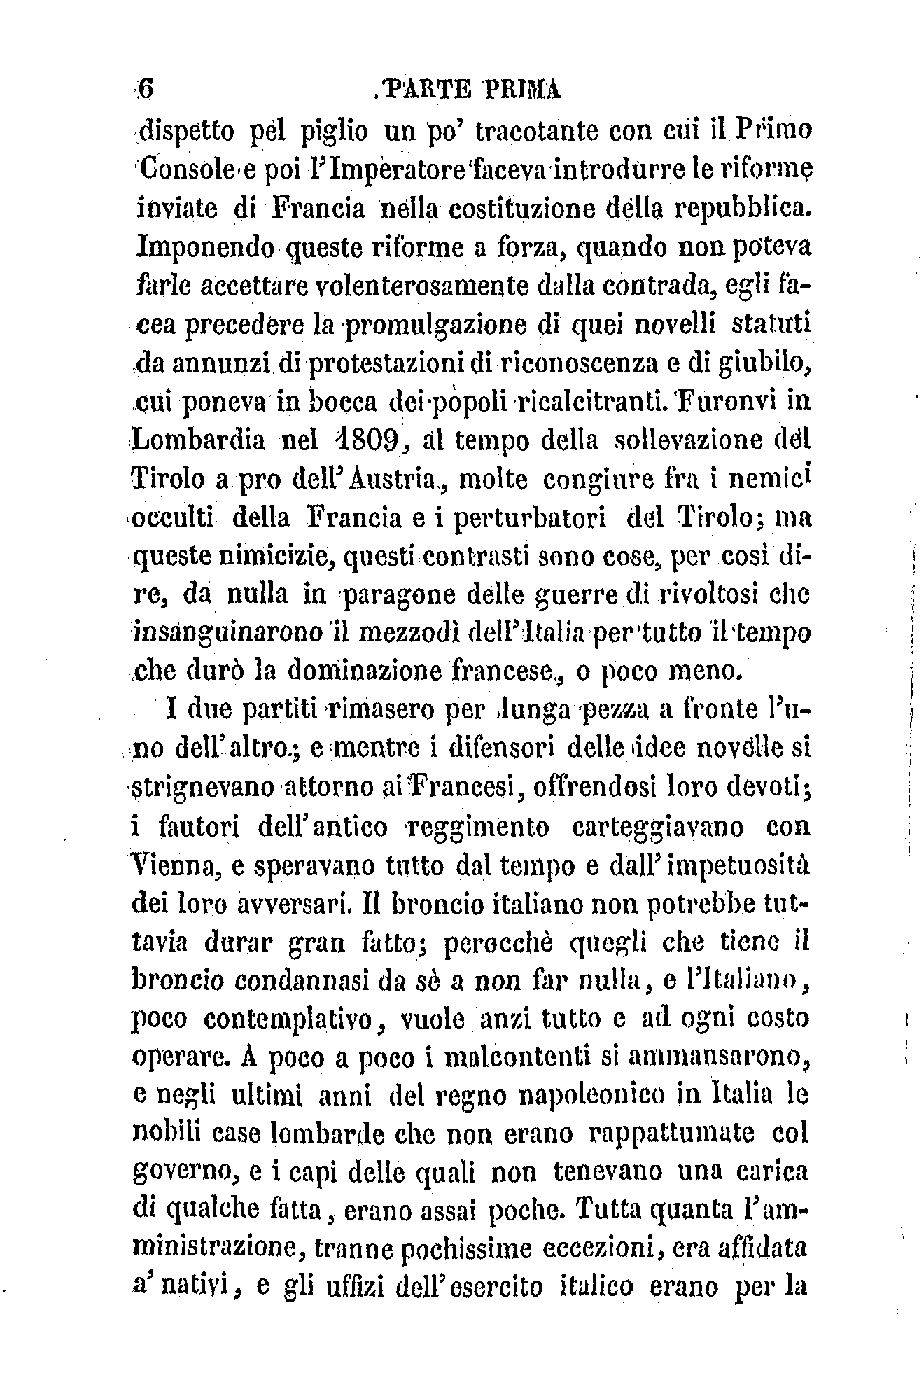 6 PARTE PRIMA
dispetto pel piglio un po' tracotante con cui il Primo
Console e poi l'Imperatore faceva introdurre le riforme
inviate di Francia nella costituzione della repubblica.
Imponendo queste riforme a forza, quando non poteva
farle accettare volenterosamente dalla contrada, egli fa-
cea precedere la promulgazione di quei novelli statuti
da annunzi di protestazioni di riconoscenza e di giubilo,
cui poneva in bocca dei popoli ricalcitranti. Furonvi in
Lombardia nel 1809, al tempo della sollevazione del
Tirolo a pro dell'Austria, molte congiure fra i nemici
occulti della Francia e i perturbatori del Tirolo; ma
queste nimicizie, questi contrasti sono cose, per così di-
re, da nulla in paragone delle guerre di rivoltosi che
insanguinarono il mezzodì dell'Italia per tutto il tempo
che durò la dominazione francese, o poco meno.
I due partiti rimasero per lunga pezza a fronte l'u-
no dell'altro; e mentre i difensori delle idee novelle si
strignevano attorno ai Francesi, offrendosi loro devoti;
i fautori dell'antico reggimento carteggiavano con
Vienna, e speravano tutto dal tempo e dall'impetuosità
dei loro avversari. Il broncio italiano non potrebbe tut-
tavia durar gran fatto; perocchè quegli che tiene il
broncio condannasi da sè a non far nulla, e l'Italiano,
poco contemplativo, vuole anzi tutto e ad ogni costo
operare. A poco a poco i malcontenti si ammansarono,
e negli ultimi anni del regno napoleonico in Italia le
nobili case lombarde che non erano rappattumate col
governo, e i capi delle quali non tenevano una carica
di qualche fatta, erano assai poche. Tutta quanta l'am-
ministrazione, tranne pochissime eccezioni, era affidata
a' nativi, e gli uffizi dell'esercito italico erano per la